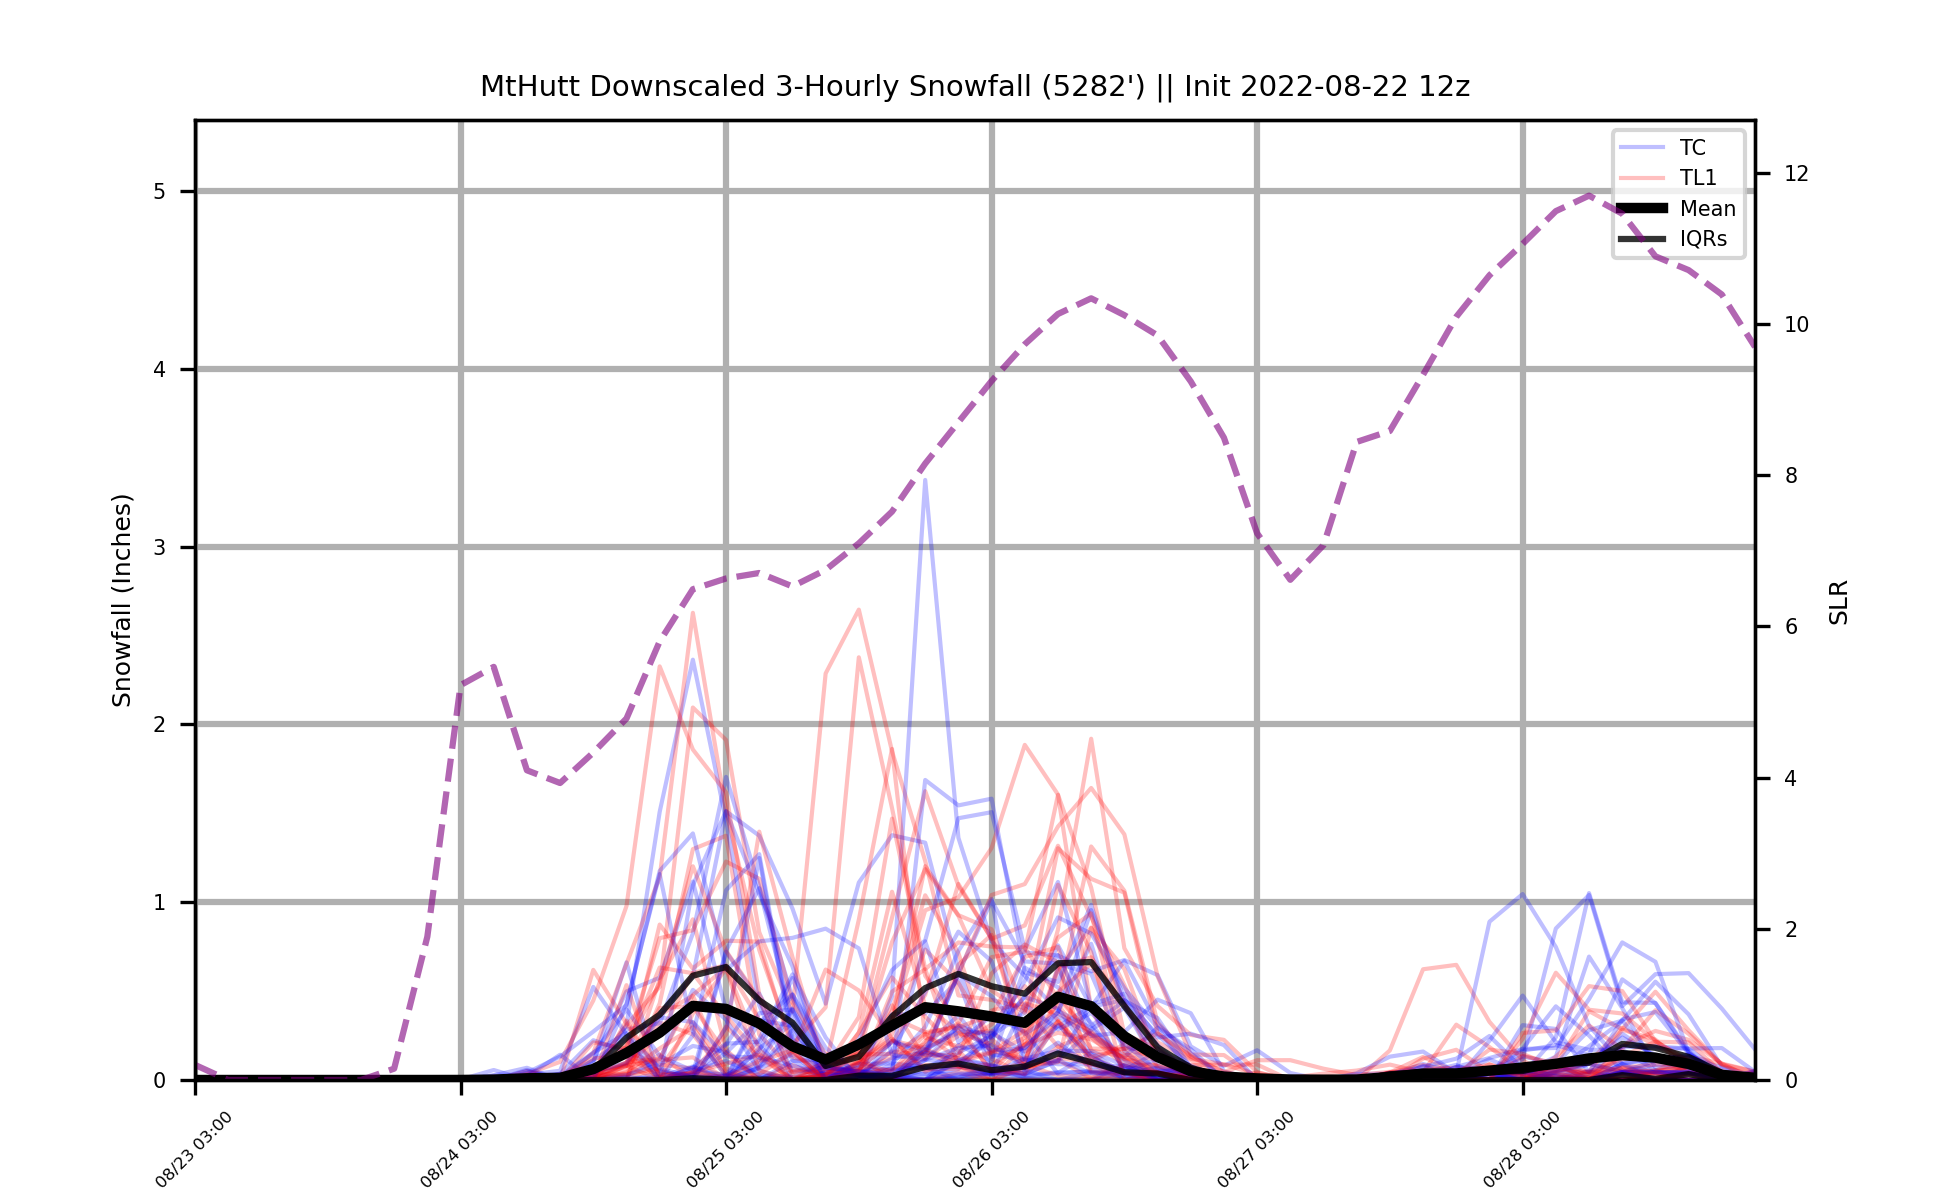 MtHutt Downscaled 3-Hourly Snowfall (5282') || Init 2022-08-22 12z
TC
TL1
Mean
IQRs
Snowfall (Inches)
5
4
3
2
1
0
12
10
8
6
4
2
0
SLR
08/23 03:00
08/24 03:00
08/25 03:00
08/26 03:00
08/27 03:00
08/28 03:00